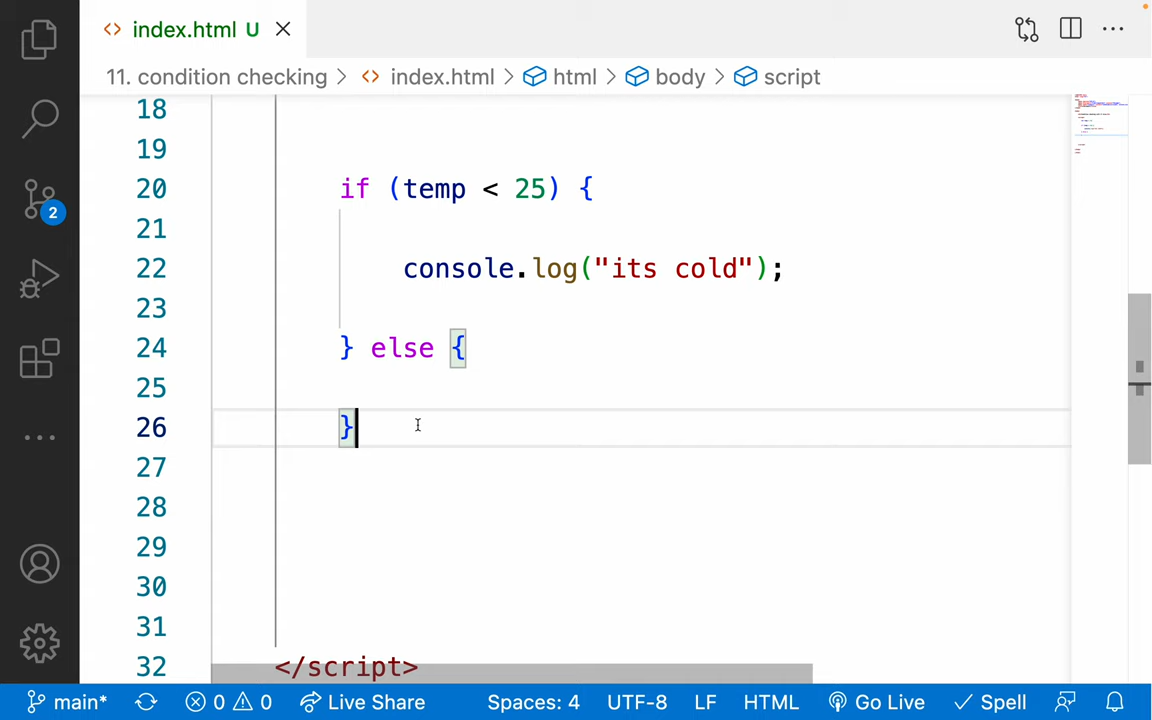 index.html U
11. condition checking > index.html > html > body > script
18
19
20 if (temp < 25) {
21
22 console.log("its cold");
23
24 } else {
25
26 }
27
28
29
30
31
32 </script>
2
main* 0 0 Live Share Spaces: 4 UTF-8 LF HTML Go Live Spell